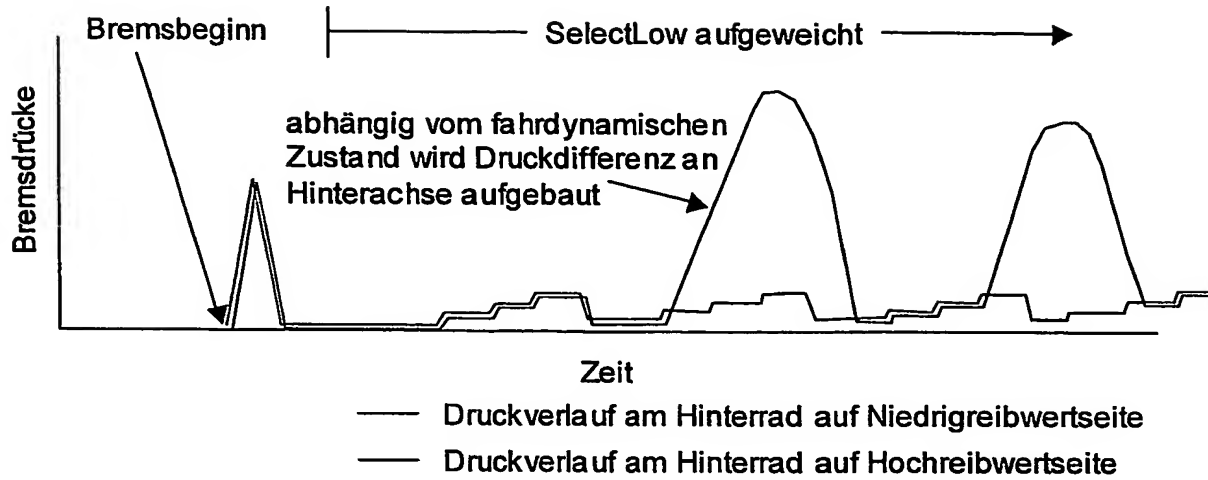 Bremsbeginn
SelectLow aufgeweicht
abhängig vom fahrdynamischen
Zustand wird Druckdifferenz an
Hinterachse aufgebaut
Bremsdrücke
Zeit
Druckverlauf am Hinterrad auf Niedrigreibwertseite
Druckverlauf am Hinterrad auf Hochreibwertseite